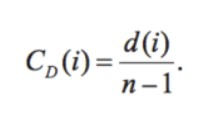 C_D(i) = d(i) / (n−1).